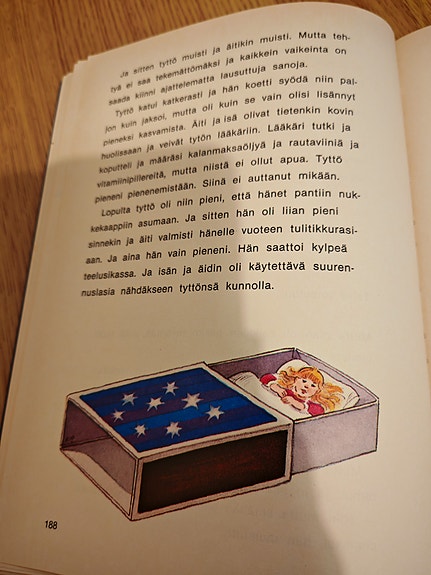 Ja sitten tyttö muisti ja äitikin muisti. Mutta teh-
tyä ei saa tekemättömäksi ja kaikkein vaikeinta on
saada kiinni ajattelematta lausuttuja sanoja.
Tyttö katui katkerasti ja hän koetti syödä niin pal-
jon kuin jaksoi, mutta oli kuin se vain olisi lisännyt
pieneksi kasvamista. Äiti ja isä olivat tietenkin kovin
huolissaan ja veivät tytön lääkäriin. Lääkäri tutki ja
koputteli ja määräsi kalanmaksaöljyä ja rautaviiniä ja
vitamiinipillereitä, mutta niistä ei ollut apua. Tyttö
pieneni pienenemistään. Siinä ei auttanut mikään.
Lopulta tyttö oli niin pieni, että hänet pantiin nuk-
kekaappiin asumaan. Ja sitten hän oli liian pieni
sinnekin ja äiti valmisti hänelle vuoteen tulitikkurasi-
aan. Ja aina hän vain pieneni. Hän saattoi kylpeä
teelusikassa. Ja isän ja äidin oli käytettävä suuren-
nuslasia nähdäkseen tyttönsä kunnolla.
188